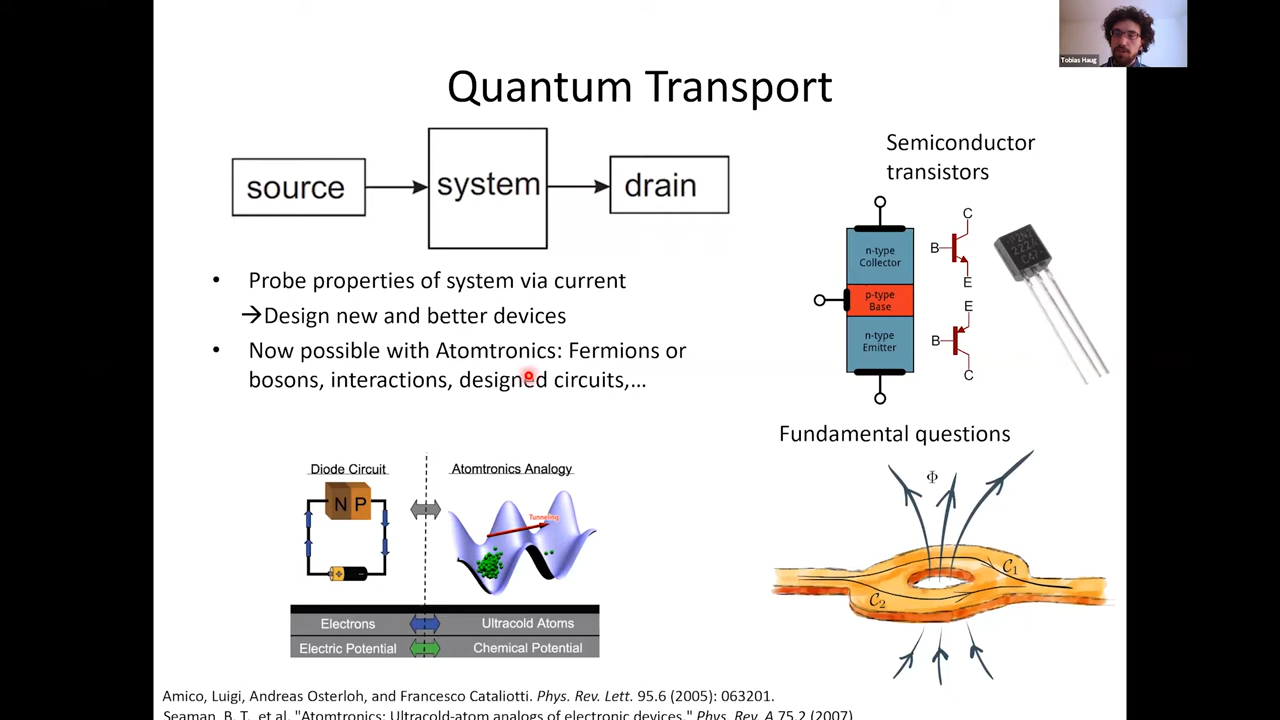 Tobias Haug
Quantum Transport
source
system
drain
Semiconductor
transistors
n-type
Collector
p-type
Base
n-type
Emitter
C
B
E
E
B
C
P2N2
222A
• Probe properties of system via current
→Design new and better devices
• Now possible with Atomtronics: Fermions or
bosons, interactions, designed circuits,...
Fundamental questions
Φ
C1
C2
Diode Circuit
Atomtronics Analogy
N P
Tunneling
Electrons
Ultracold Atoms
Electric Potential
Chemical Potential
Amico, Luigi, Andreas Osterloh, and Francesco Cataliotti. Phys. Rev. Lett. 95.6 (2005): 063201.
Seaman, B. T., et al. "Atomtronics: Ultracold-atom analogs of electronic devices." Phys. Rev. A 75.2 (2007)